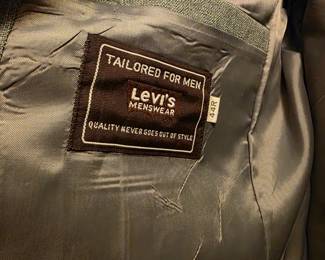 TAILORED FOR MEN
Levi's
MENSWEAR
QUALITY NEVER GOES OUT OF STYLE
44R